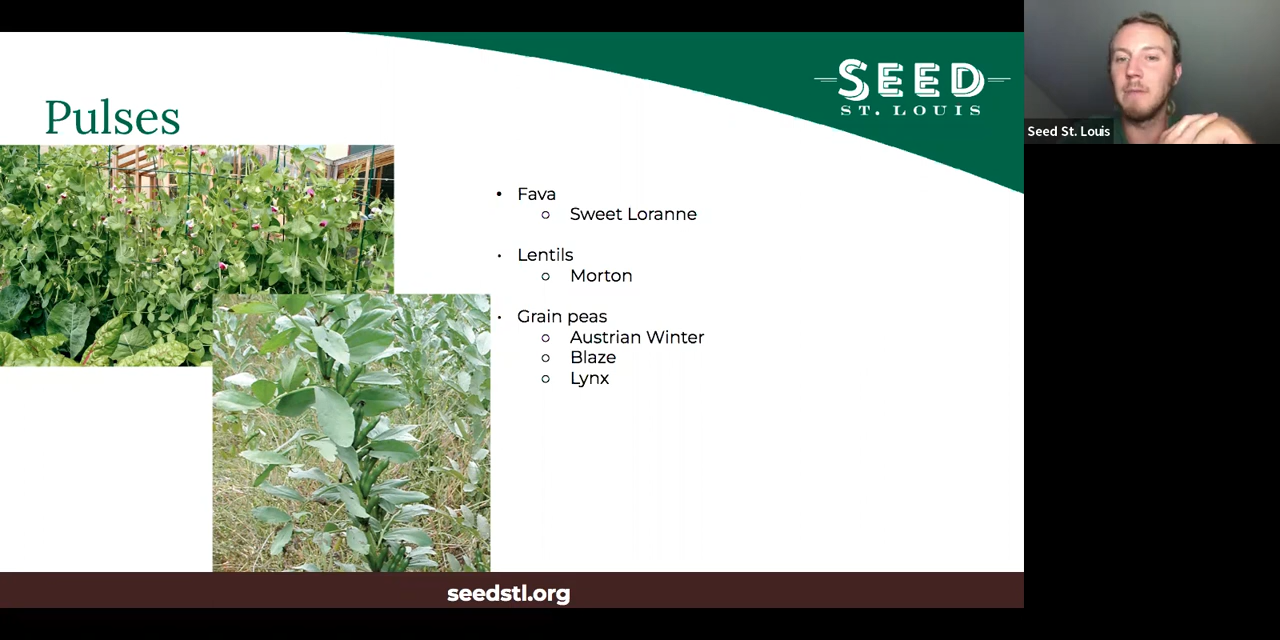 SEED
ST. LOUIS
Seed St. Louis
Pulses
• Fava
○ Sweet Loranne
• Lentils
○ Morton
• Grain peas
○ Austrian Winter
○ Blaze
○ Lynx
seedstl.org